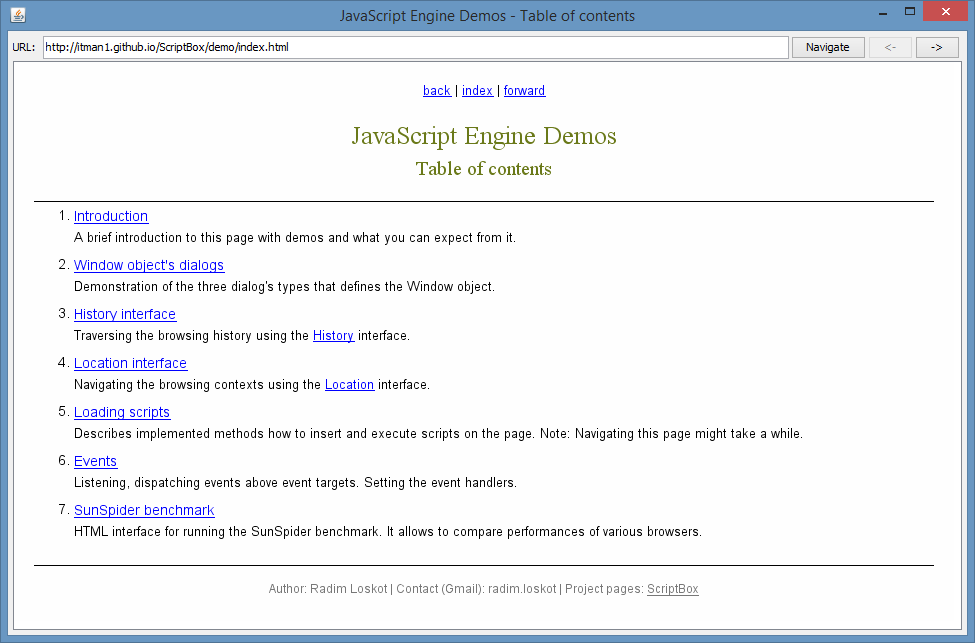 JavaScript Engine Demos - Table of contents
URL: http://itman1.github.io/ScriptBox/demo/index.html Navigate <- ->
back | index | forward
JavaScript Engine Demos
Table of contents
1. Introduction
A brief introduction to this page with demos and what you can expect from it.
2. Window object's dialogs
Demonstration of the three dialog's types that defines the Window object.
3. History interface
Traversing the browsing history using the History interface.
4. Location interface
Navigating the browsing contexts using the Location interface.
5. Loading scripts
Describes implemented methods how to insert and execute scripts on the page. Note: Navigating this page might take a while.
6. Events
Listening, dispatching events above event targets. Setting the event handlers.
7. SunSpider benchmark
HTML interface for running the SunSpider benchmark. It allows to compare performances of various browsers.
Author: Radim Loskot | Contact (Gmail): radim.loskot | Project pages: ScriptBox